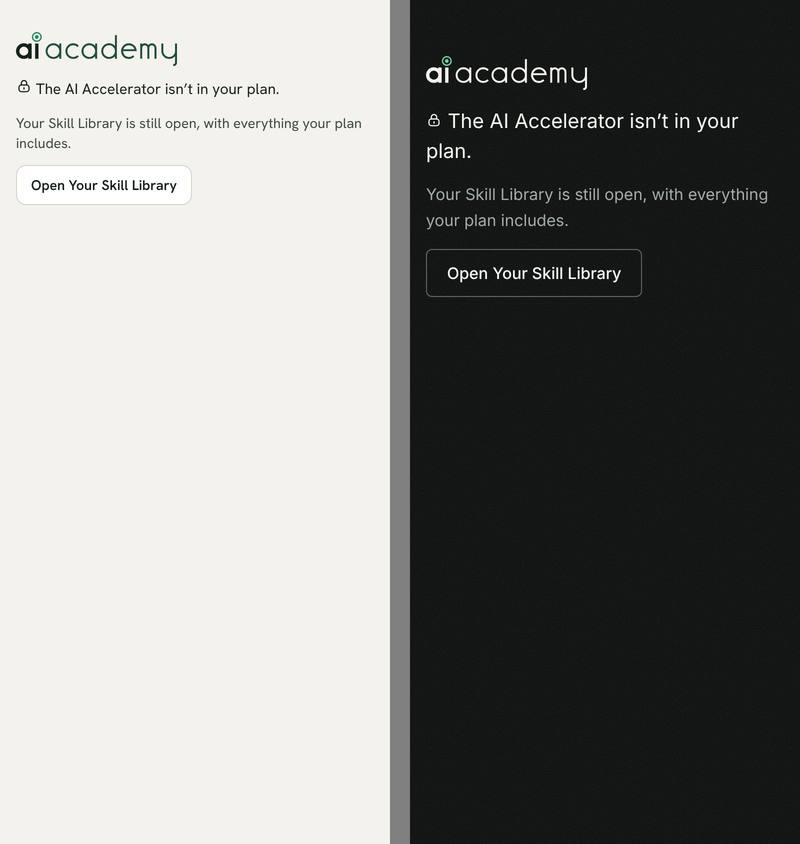 ai academy
The AI Accelerator isn’t in your plan.
Your Skill Library is still open, with everything your plan
includes.
Open Your Skill Library
ai academy
The AI Accelerator isn’t in your
plan.
Your Skill Library is still open, with everything
your plan includes.
Open Your Skill Library